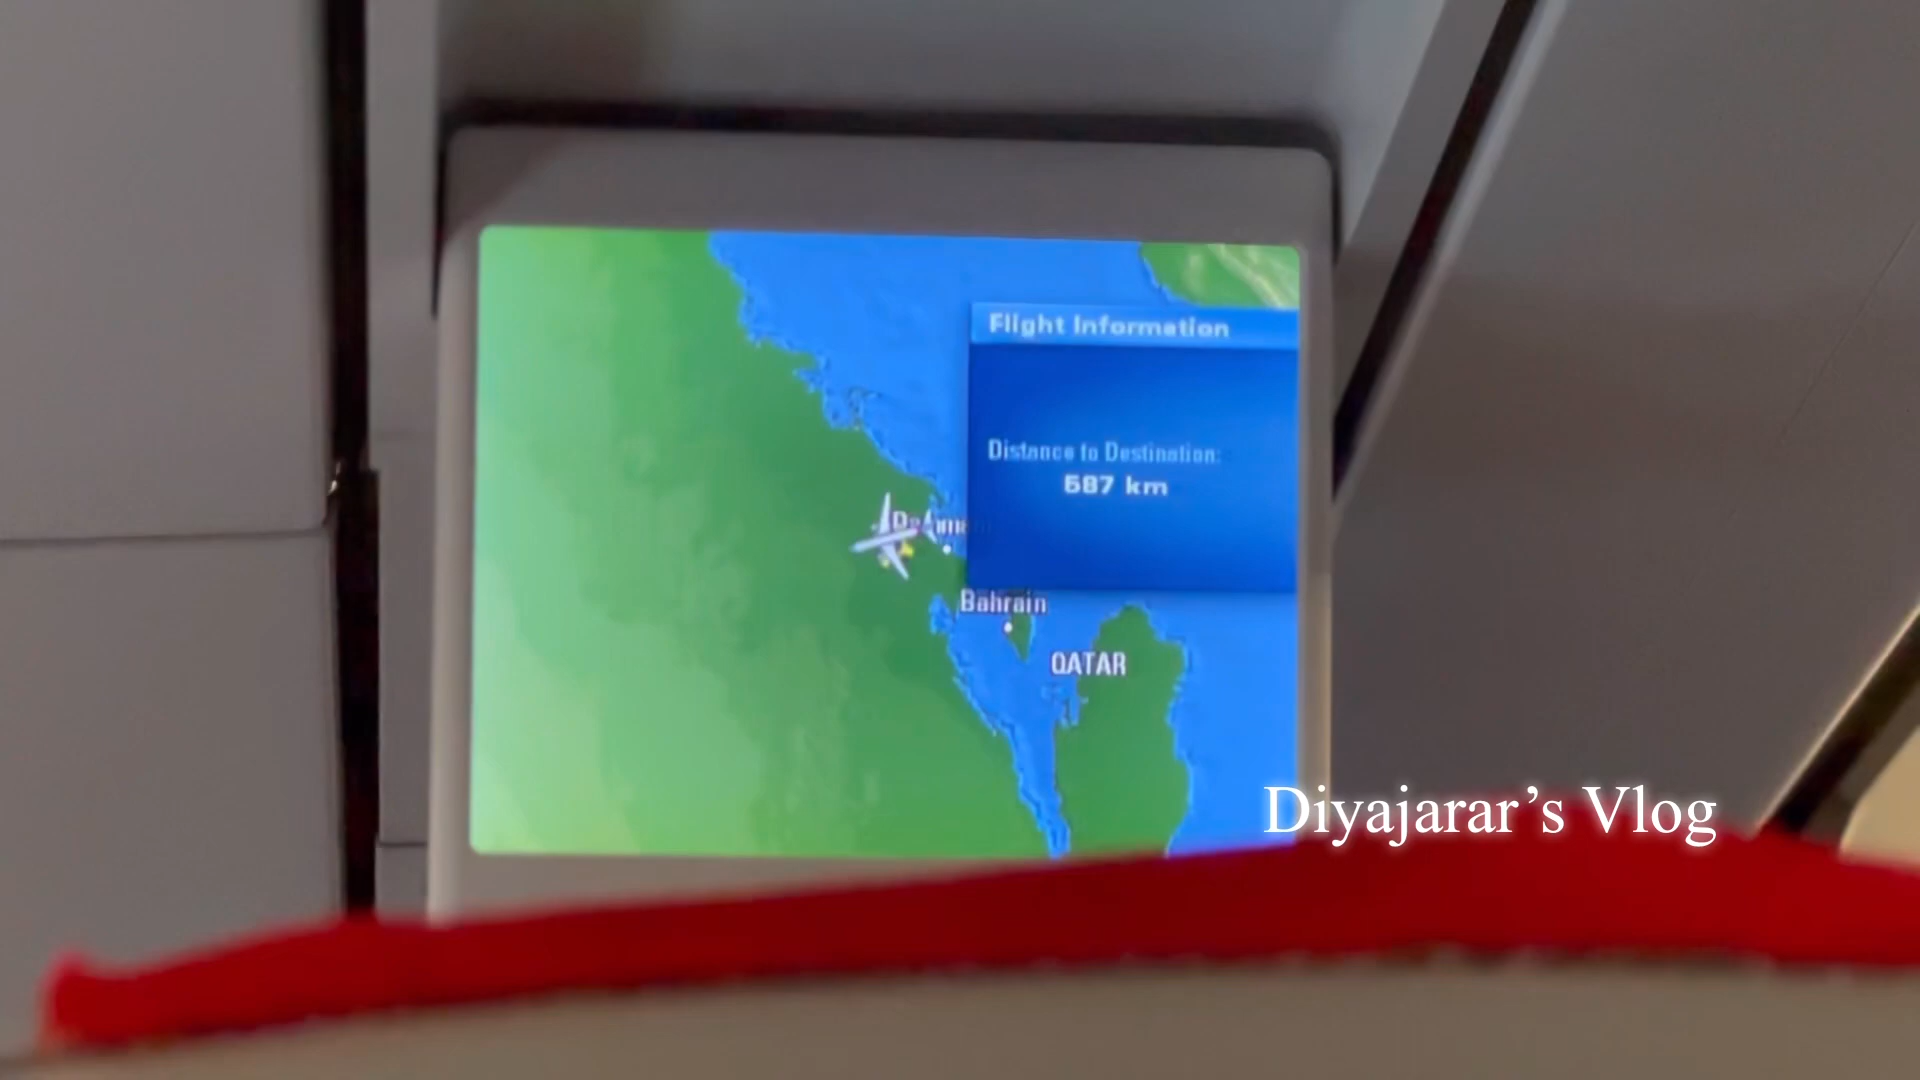 Flight Information
Distance to Destination:
587 km
Bahrain
QATAR
Diyajarar’s Vlog